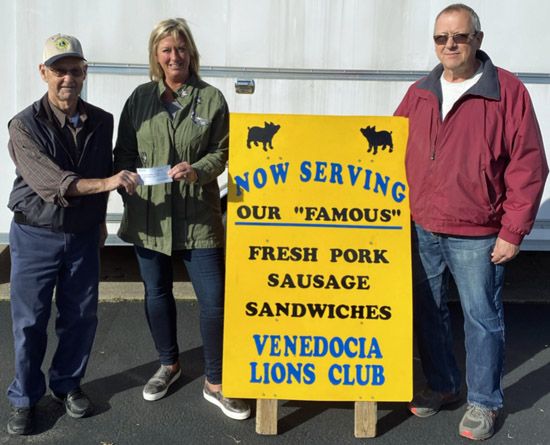 NOW SERVING
OUR "FAMOUS"
FRESH PORK
SAUSAGE
SANDWICHES
VENEDOCIA
LIONS CLUB